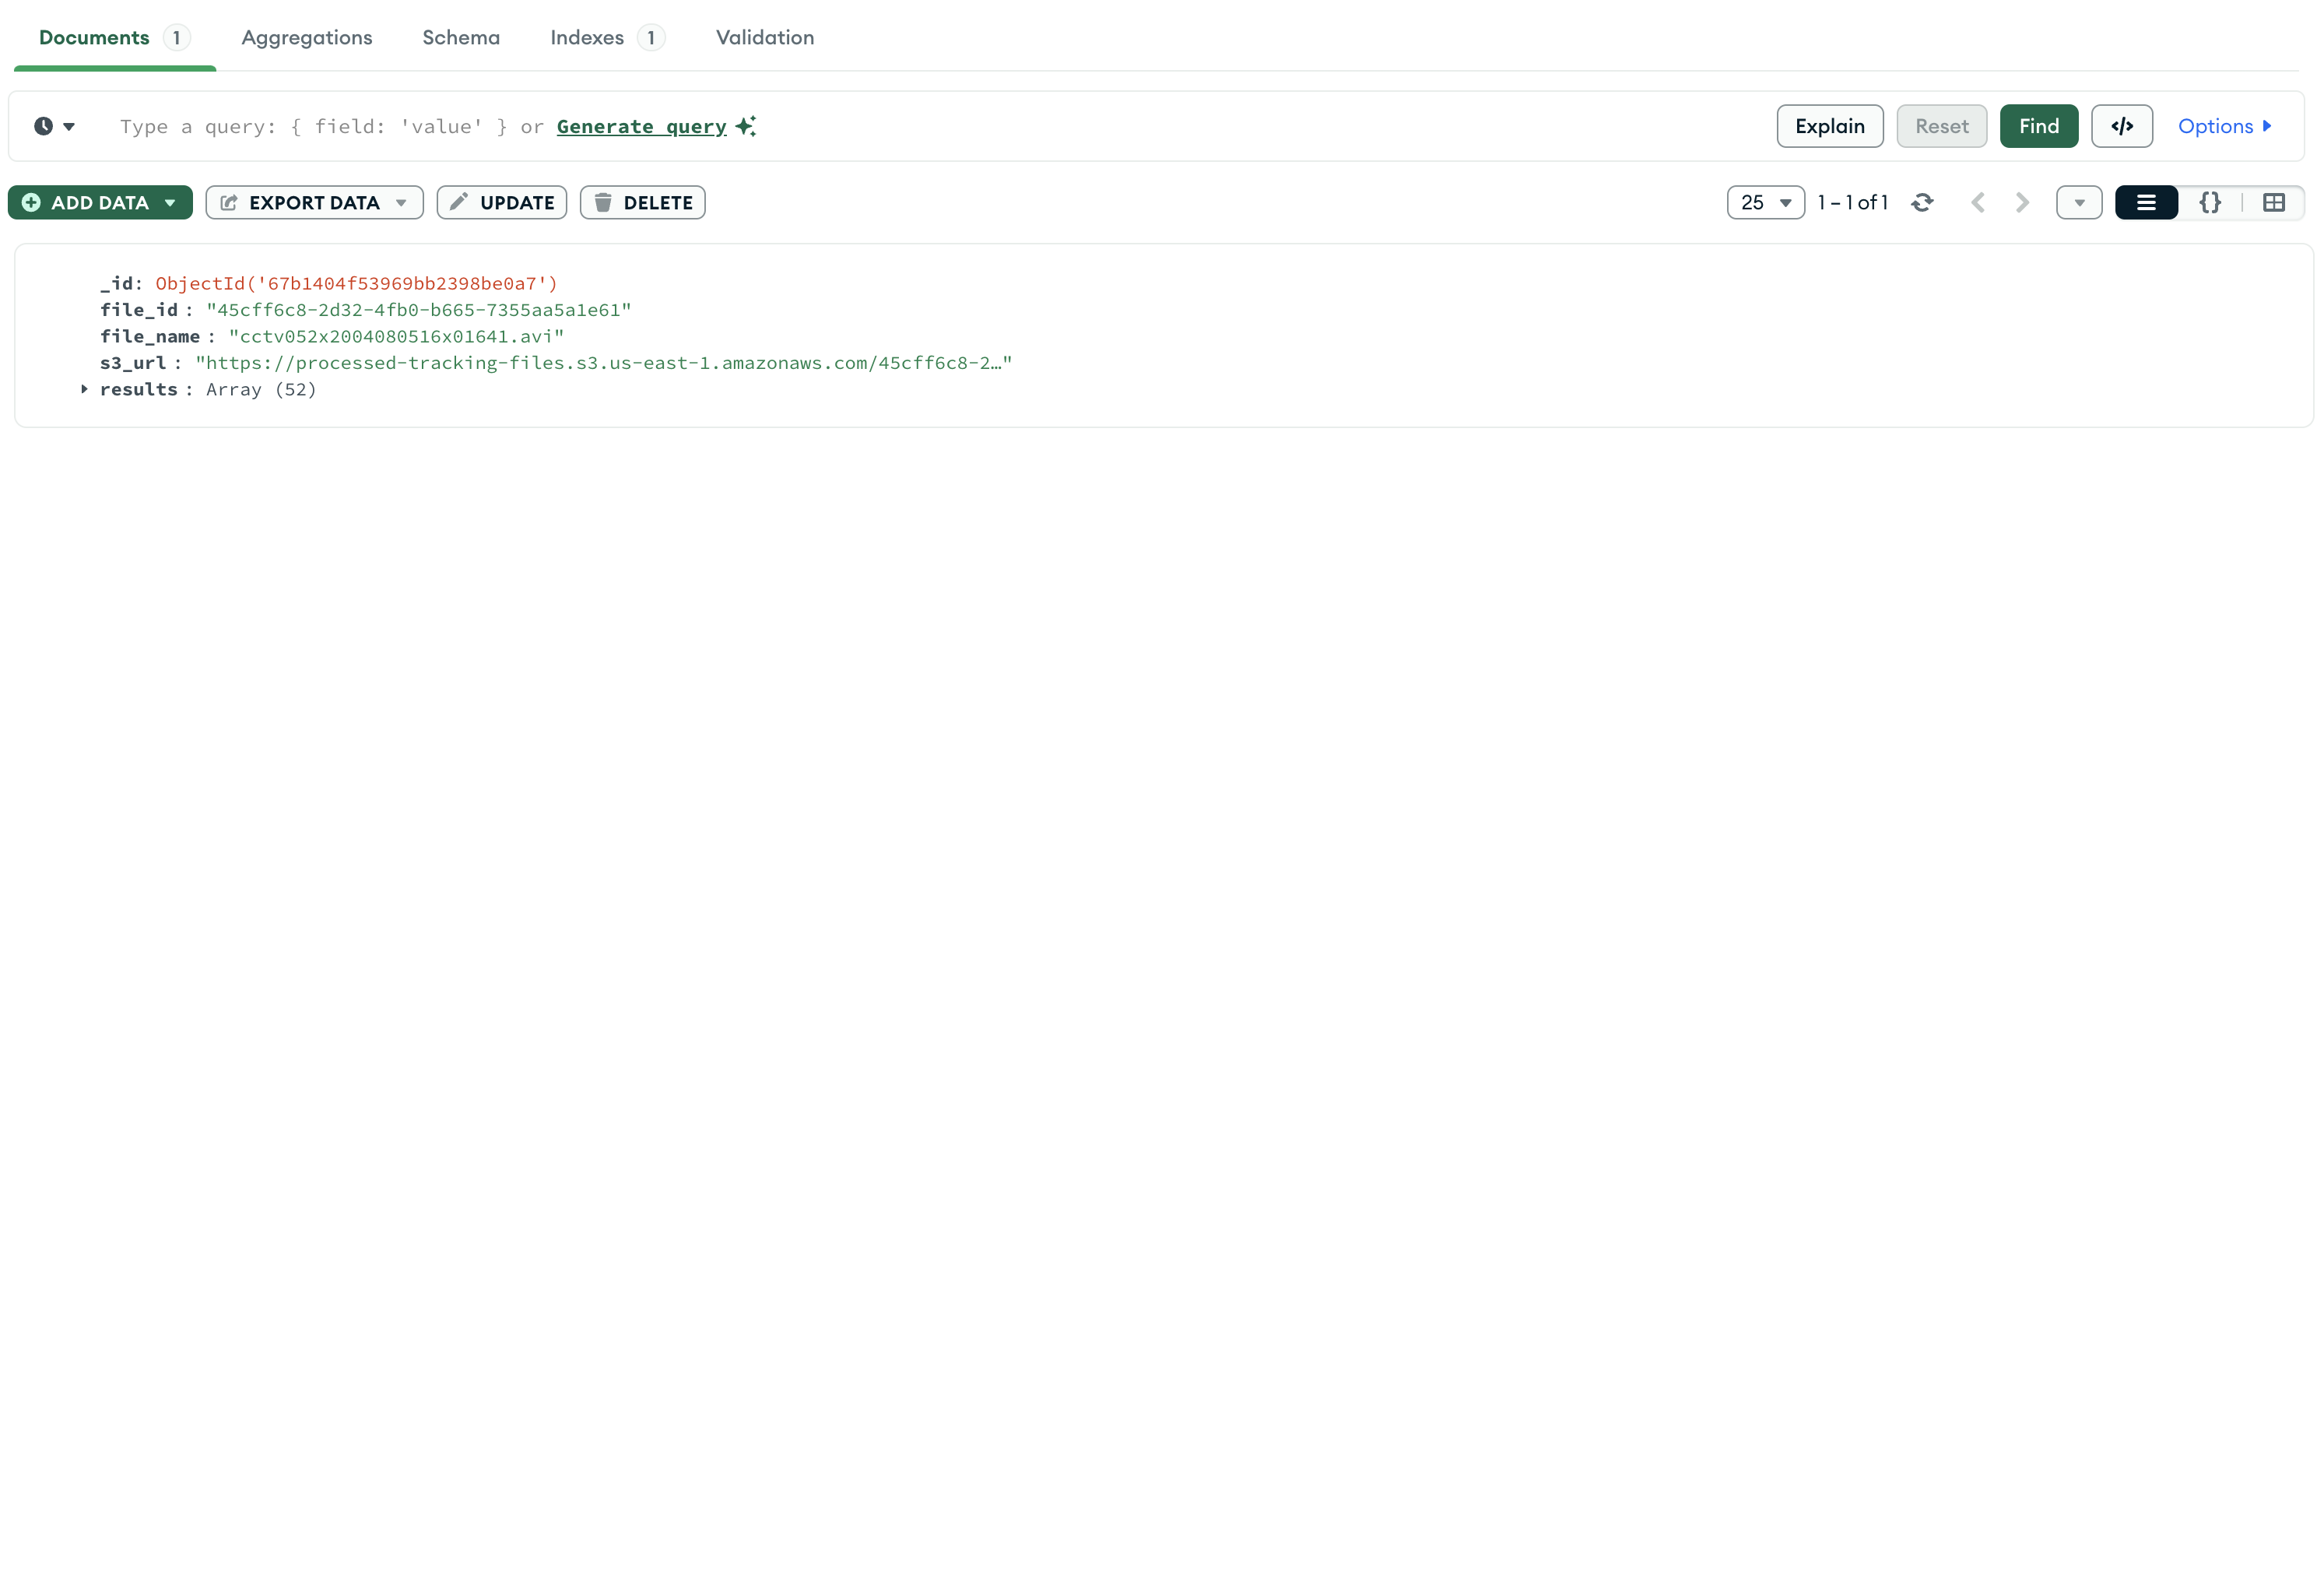 Documents 1 Aggregations Schema Indexes 1 Validation
Type a query: { field: 'value' } or Generate query Explain Reset Find </> Options
ADD DATA EXPORT DATA UPDATE DELETE 25 1 – 1 of 1 {}
_id: ObjectId('67b1404f53969bb2398be0a7')
file_id : "45cff6c8-2d32-4fb0-b665-7355aa5a1e61"
file_name : "cctv052x2004080516x01641.avi"
s3_url : "https://processed-tracking-files.s3.us-east-1.amazonaws.com/45cff6c8-2…"
results : Array (52)